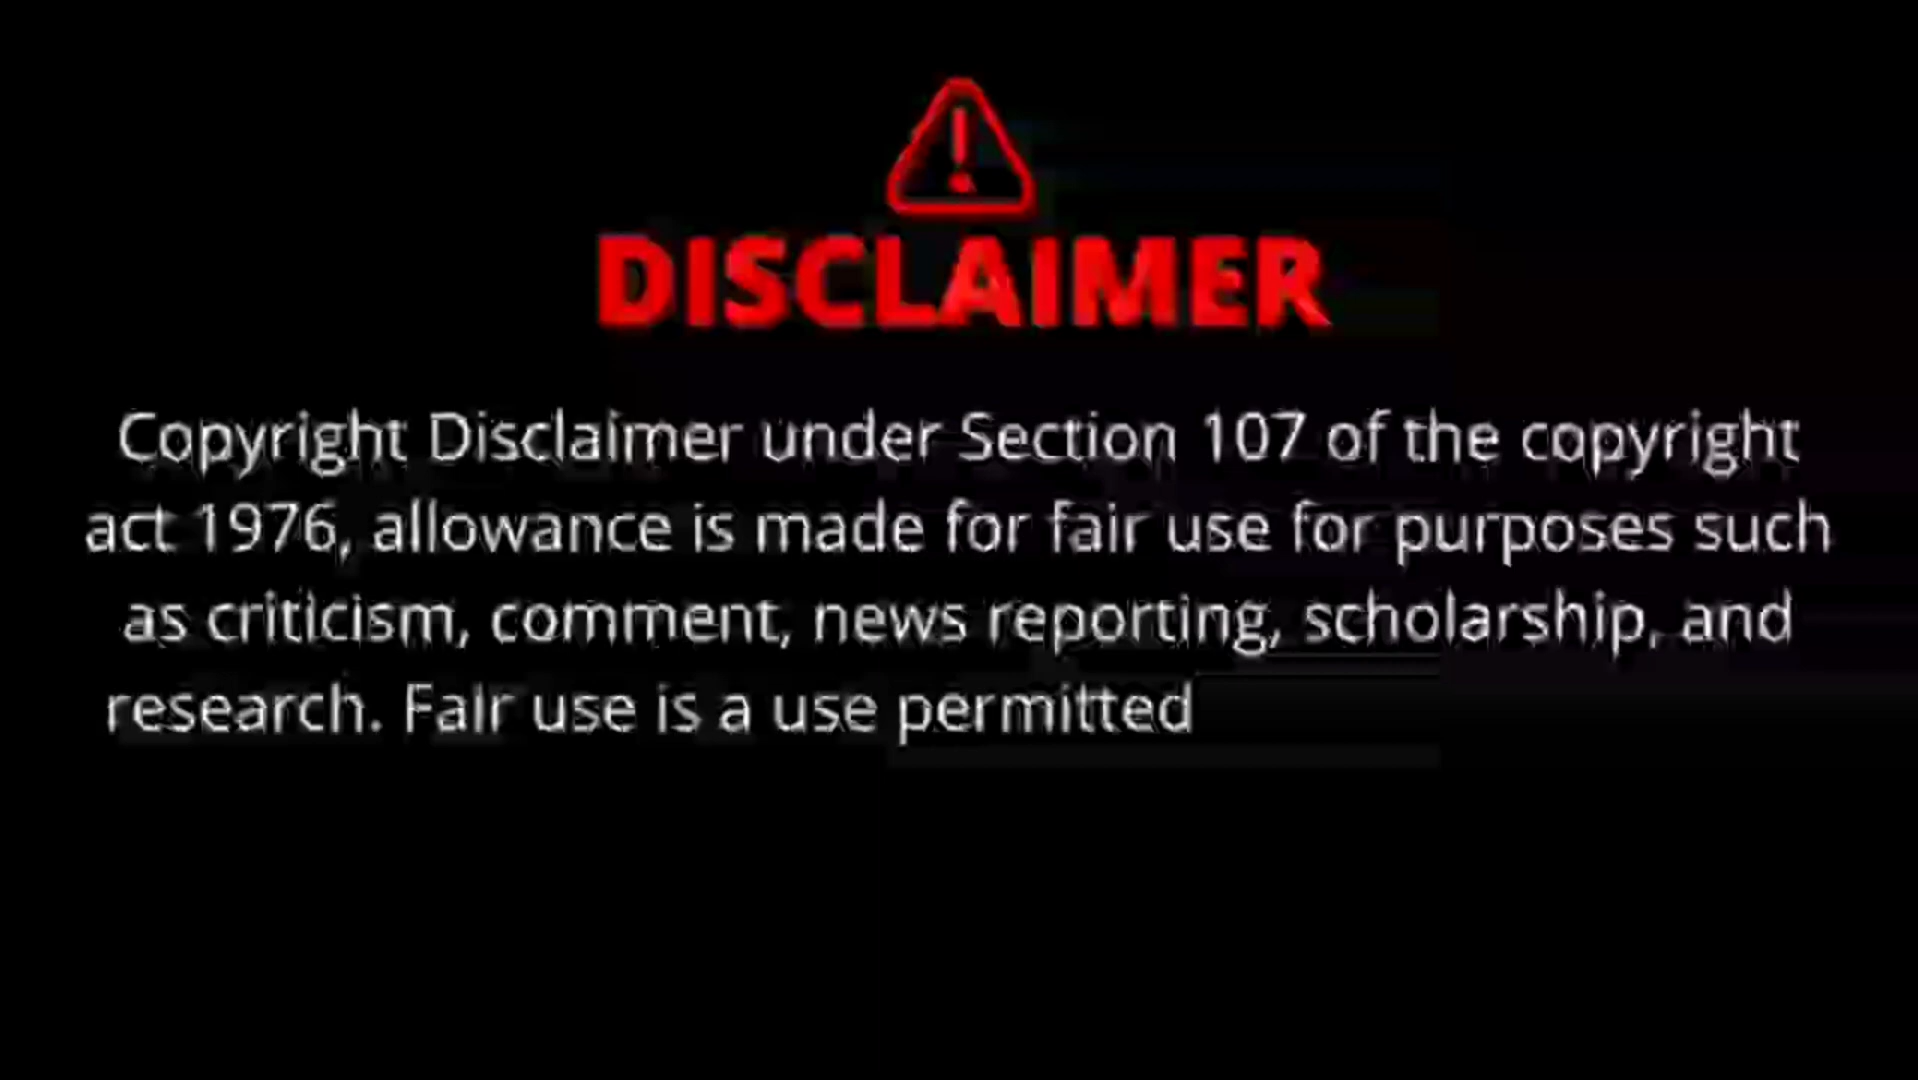 DISCLAIMER
Copyright Disclaimer under Section 107 of the copyright
act 1976, allowance is made for fair use for purposes such
as criticism, comment, news reporting, scholarship, and
research. Fair use is a use permitted